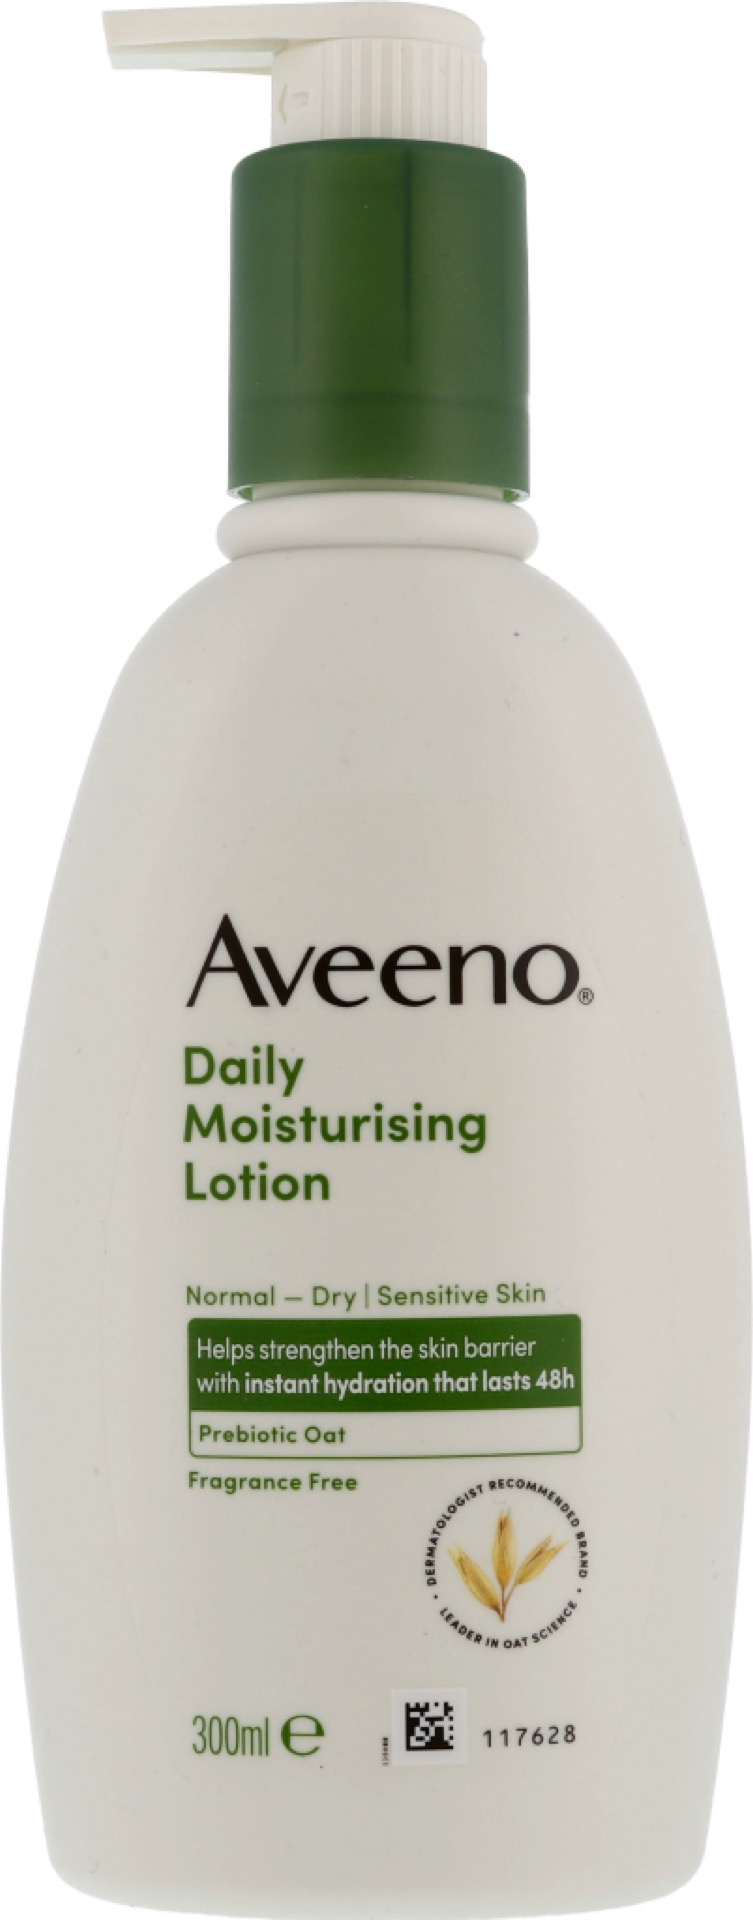 Aveeno®
Daily
Moisturising
Lotion
Normal — Dry | Sensitive Skin
Helps strengthen the skin barrier
with instant hydration that lasts 48h
Prebiotic Oat
Fragrance Free
• DERMATOLOGIST RECOMMENDED BRAND •
LEADER IN OAT SCIENCE
300ml ℮
117628